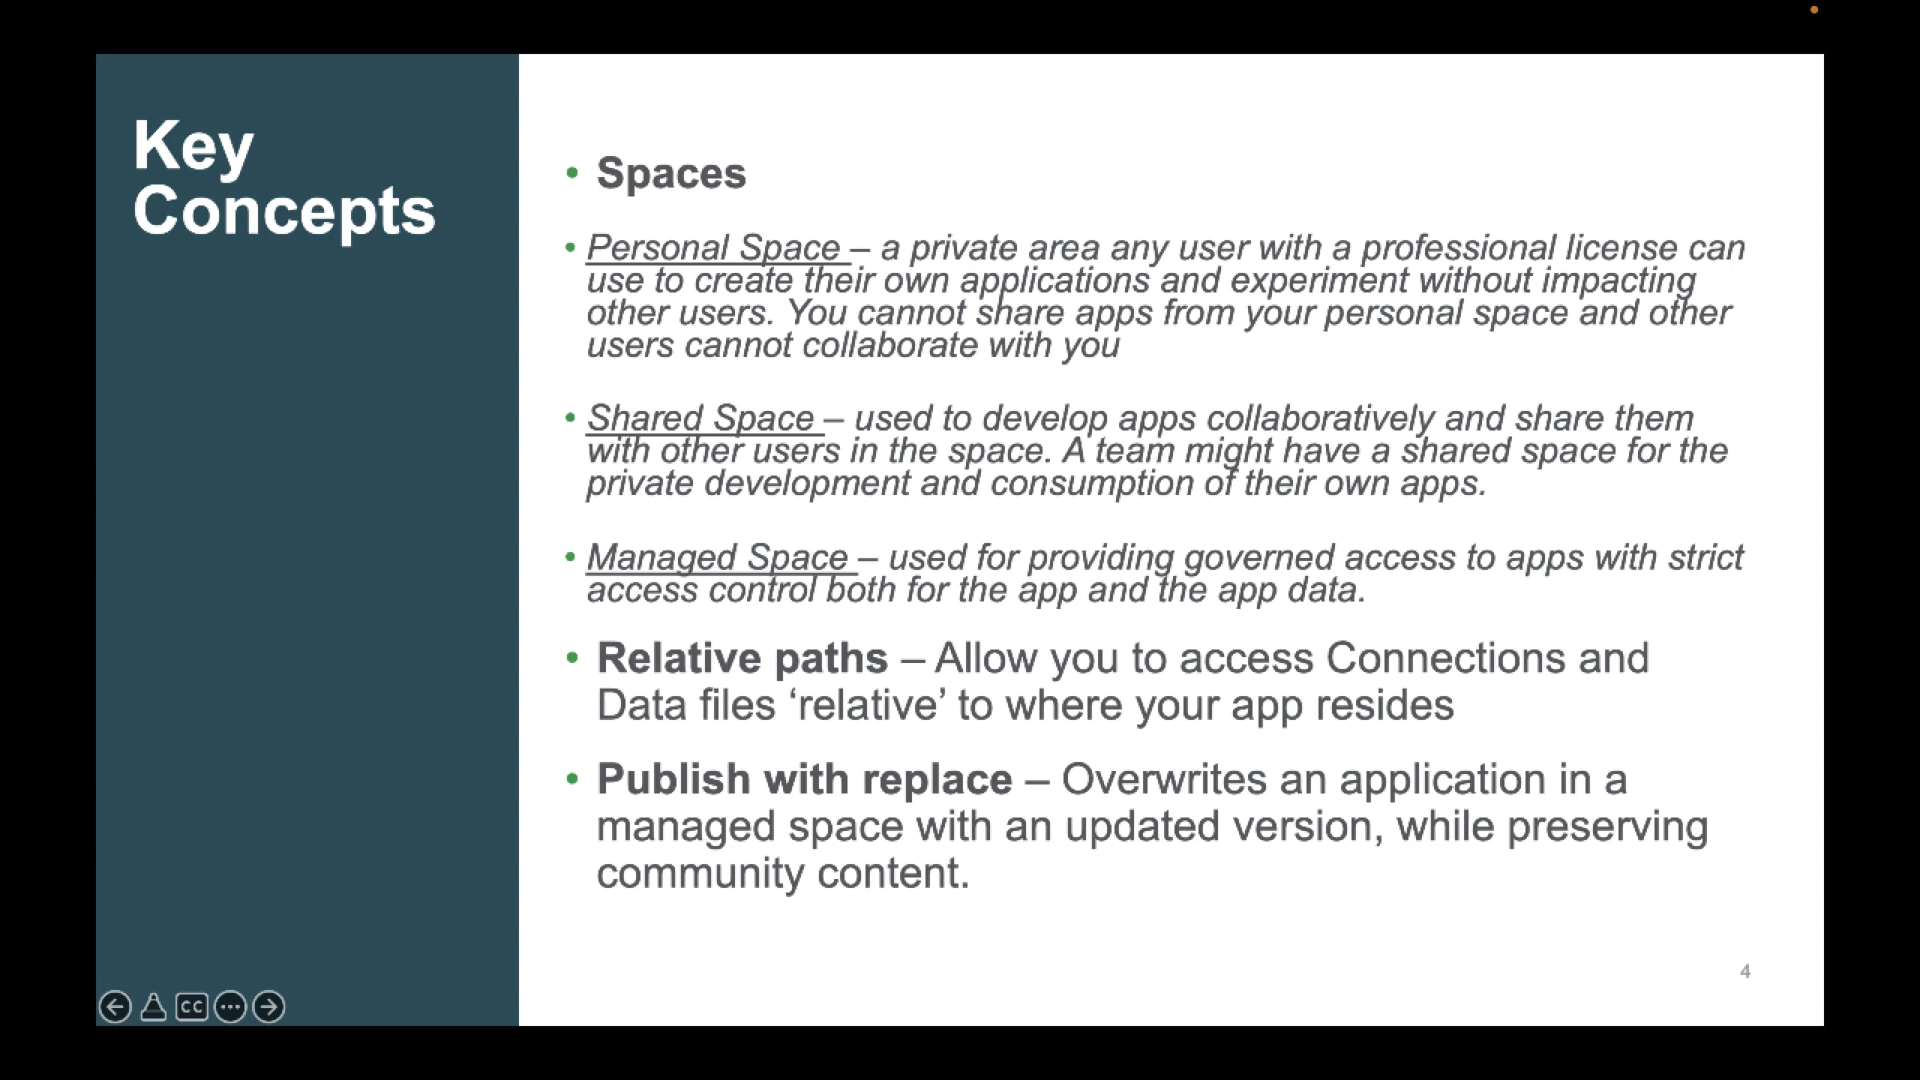 Key
Concepts
• Spaces
• Personal Space – a private area any user with a professional license can
use to create their own applications and experiment without impacting
other users. You cannot share apps from your personal space and other
users cannot collaborate with you
• Shared Space – used to develop apps collaboratively and share them
with other users in the space. A team might have a shared space for the
private development and consumption of their own apps.
• Managed Space – used for providing governed access to apps with strict
access control both for the app and the app data.
• Relative paths – Allow you to access Connections and
Data files ‘relative’ to where your app resides
• Publish with replace – Overwrites an application in a
managed space with an updated version, while preserving
community content.
4
CC